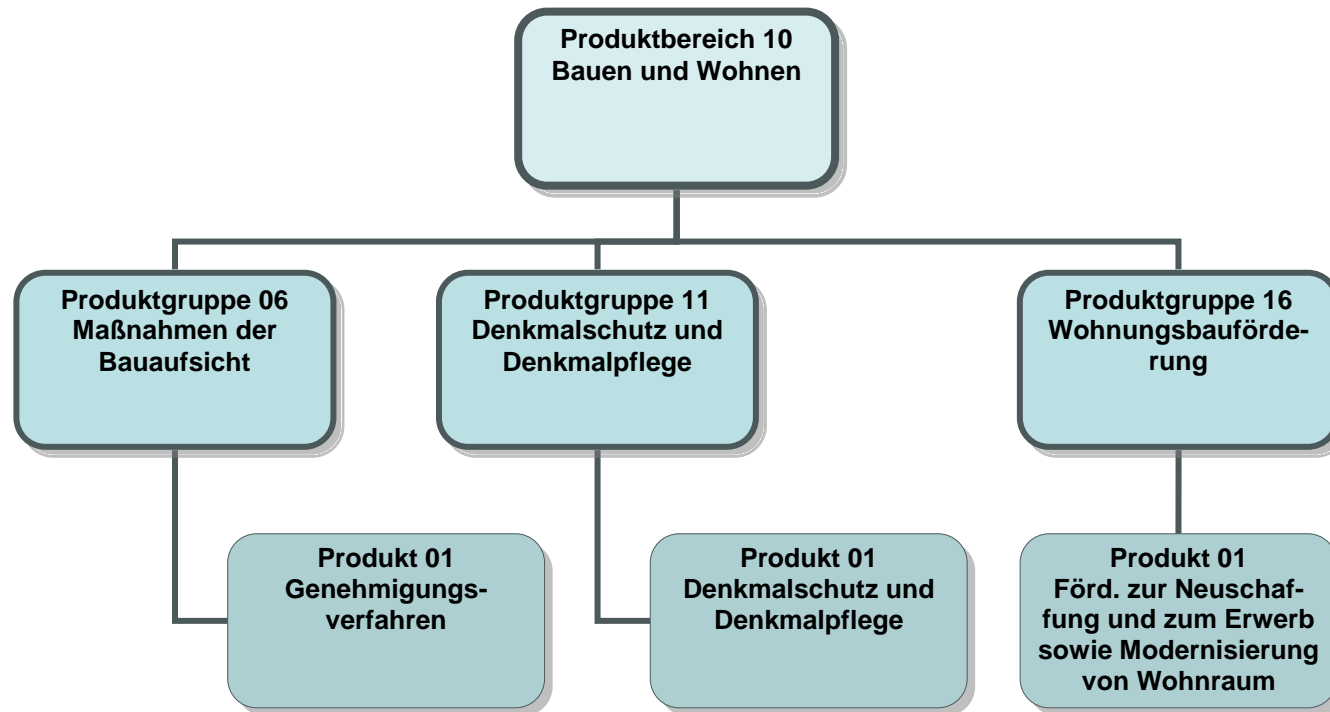 Produktbereich 10
Bauen und Wohnen
Produktgruppe 06
Maßnahmen der
Bauaufsicht
Produktgruppe 11
Denkmalschutz und
Denkmalpflege
Produktgruppe 16
Wohnungsbauförde-
rung
Produkt 01
Genehmigungs-
verfahren
Produkt 01
Denkmalschutz und
Denkmalpflege
Produkt 01
Förd. zur Neuschaf-
fung und zum Erwerb
sowie Modernisierung
von Wohnraum